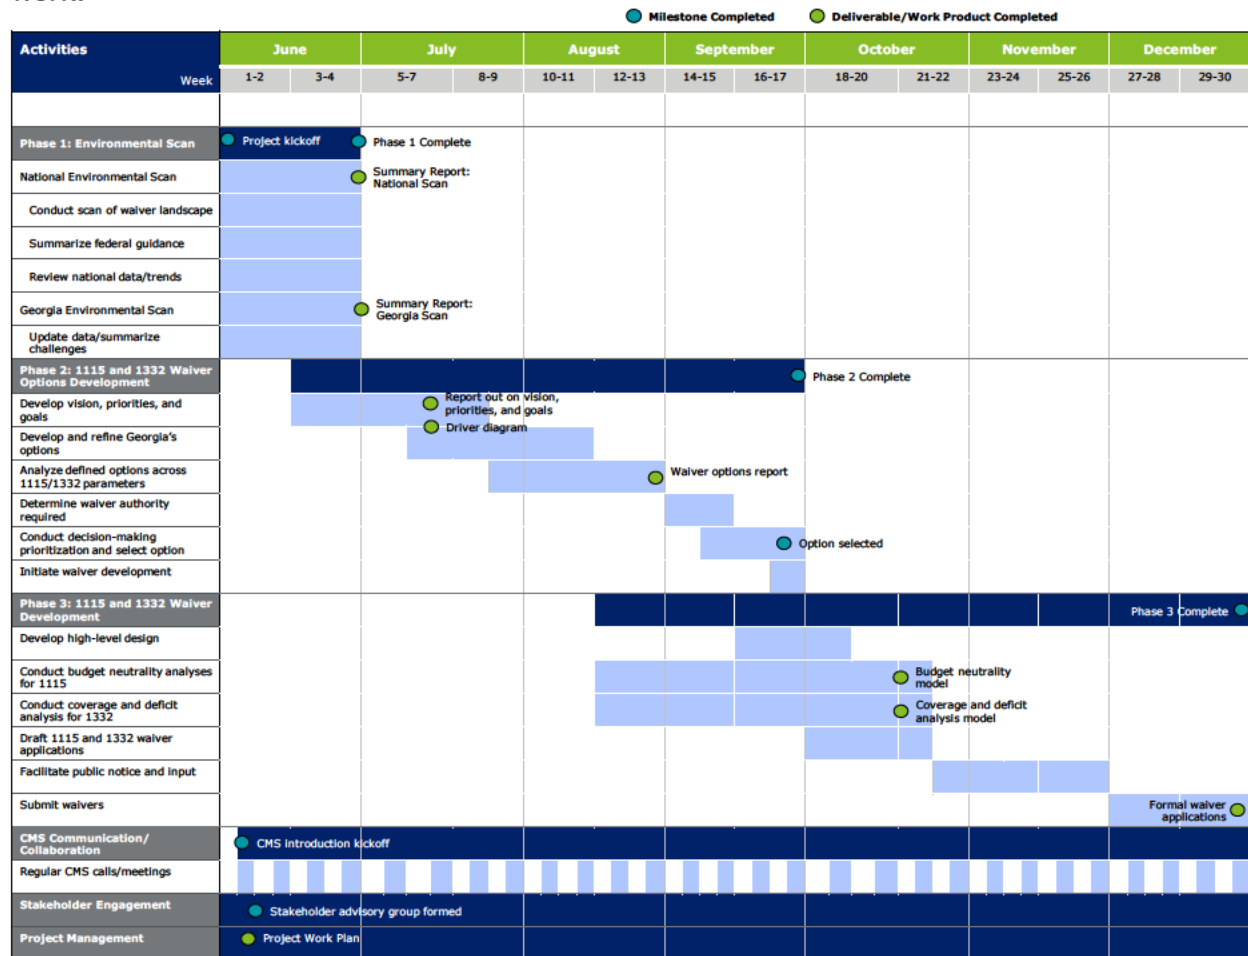 Milestone Completed
Deliverable/Work Product Completed
Activities
June
July
August
September
October
November
December
Week
1-2
3-4
5-7
8-9
10-11
12-13
14-15
16-17
18-20
21-22
23-24
25-26
27-28
29-30
Phase 1: Environmental Scan
Project kickoff
Phase 1 Complete
National Environmental Scan
Summary Report:
National Scan
Conduct scan of waiver landscape
Summarize federal guidance
Review national data/trends
Georgia Environmental Scan
Summary Report:
Georgia Scan
Update data/summarize
challenges
Phase 2: 1115 and 1332 Waiver
Options Development
Phase 2 Complete
Develop vision, priorities, and
goals
Report out on vision,
priorities, and goals
Driver diagram
Develop and refine Georgia's
options
Analyze defined options across
1115/1332 parameters
Waiver options report
Determine waiver authority
required
Conduct decision-making
prioritization and select option
Option selected
Initiate waiver development
Phase 3: 1115 and 1332 Waiver
Development
Phase 3 Complete
Develop high-level design
Conduct budget neutrality analyses
for 1115
Budget neutrality
model
Conduct coverage and deficit
analysis for 1332
Coverage and deficit
analysis model
Draft 1115 and 1332 waiver
applications
Facilitate public notice and input
Submit waivers
Formal waiver
applications
CMS Communication/
Collaboration
CMS introduction kickoff
Regular CMS calls/meetings
Stakeholder Engagement
Stakeholder advisory group formed
Project Management
Project Work Plan